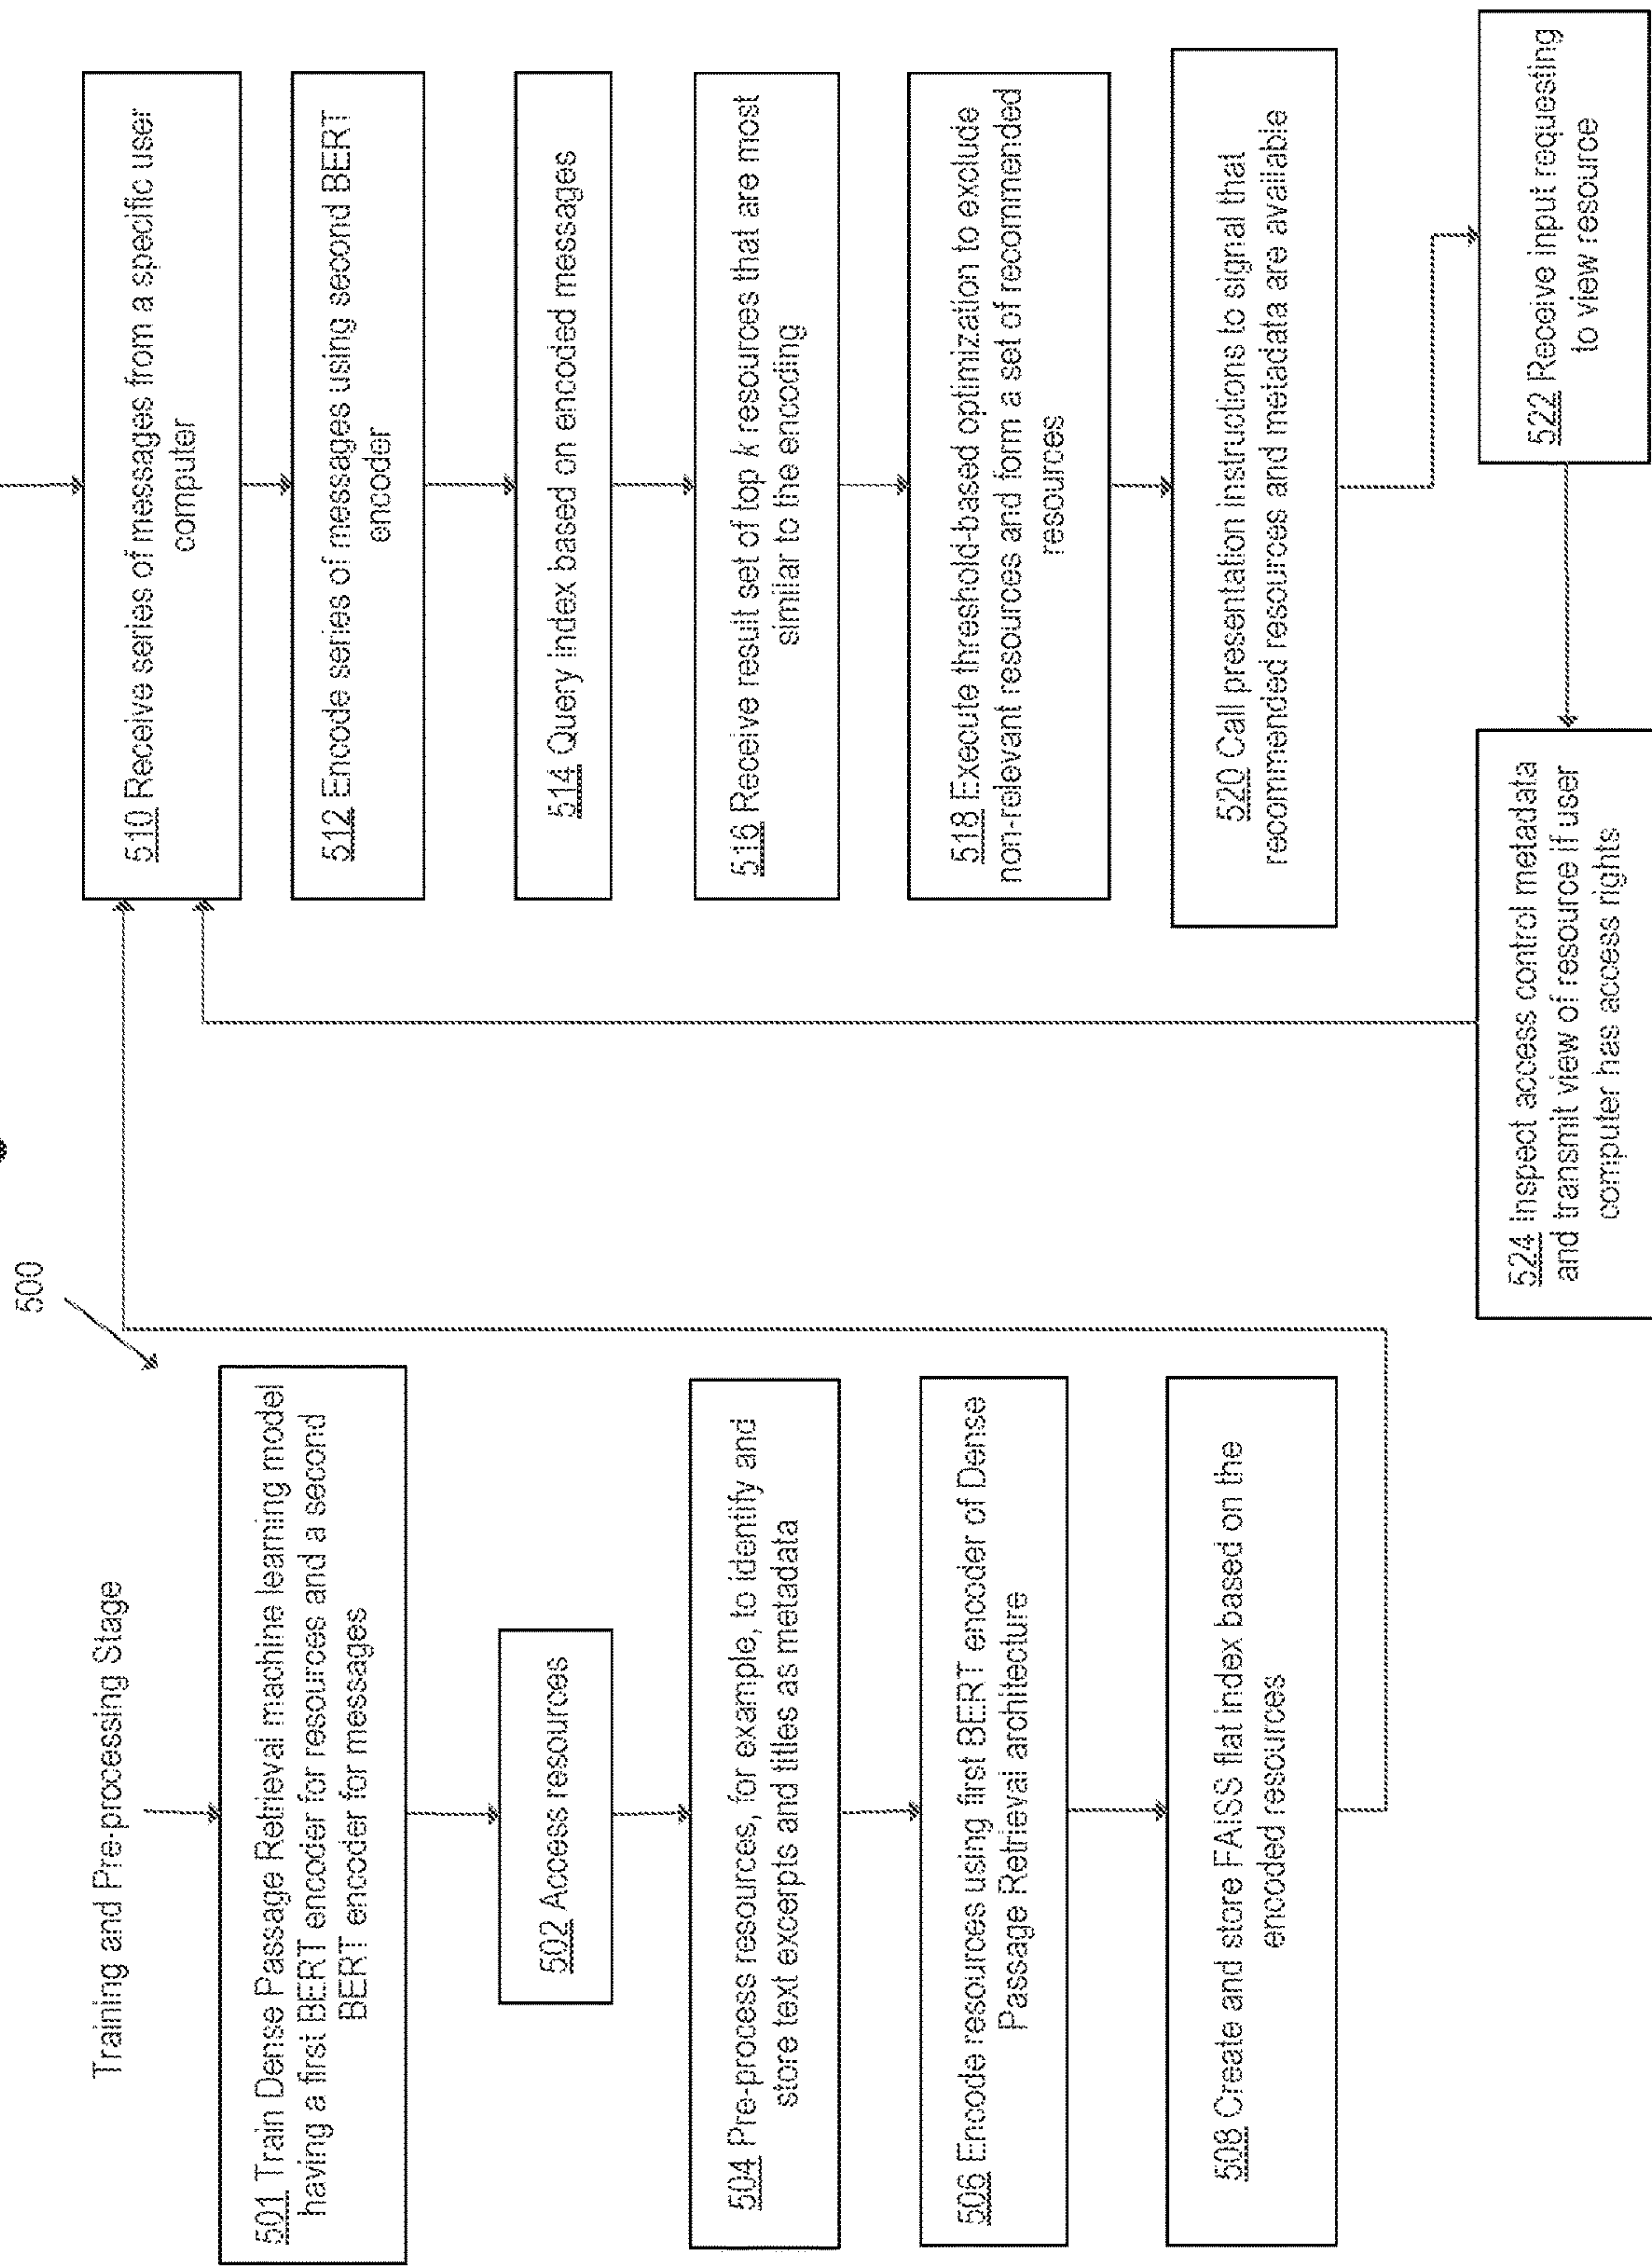 500
Training and Pre-processing Stage
501 Train Dense Passage Retrieval machine learning model
having a first BERT encoder for resources and a second
BERT encoder for messages
502 Access resources
504 Pre-process resources, for example, to identify and
store text excerpts and titles as metadata
506 Encode resources using first BERT encoder of Dense
Passage Retrieval architecture
508 Create and store FAISS flat index based on the
encoded resources
510 Receive series of messages from a specific user
computer
512 Encode series of messages using second BERT
encoder
514 Query index based on encoded messages
516 Receive result set of top k resources that are most
similar to the encoding
518 Execute threshold-based optimization to exclude
non-relevant resources and form a set of recommended
resources
520 Call presentation instructions to signal that
recommended resources and metadata are available
522 Receive input requesting
to view resource
524 Inspect access control metadata
and transmit view of resource if user
computer has access rights